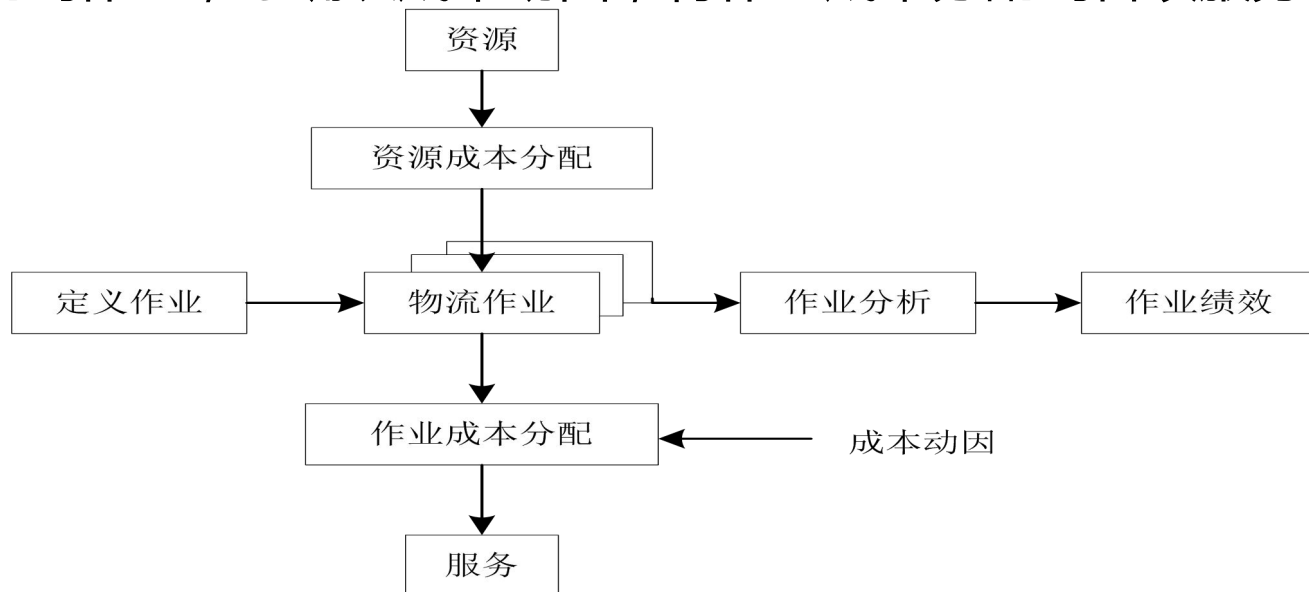 资源
资源成本分配
定义作业
物流作业
作业分析
作业绩效
作业成本分配
成本动因
服务